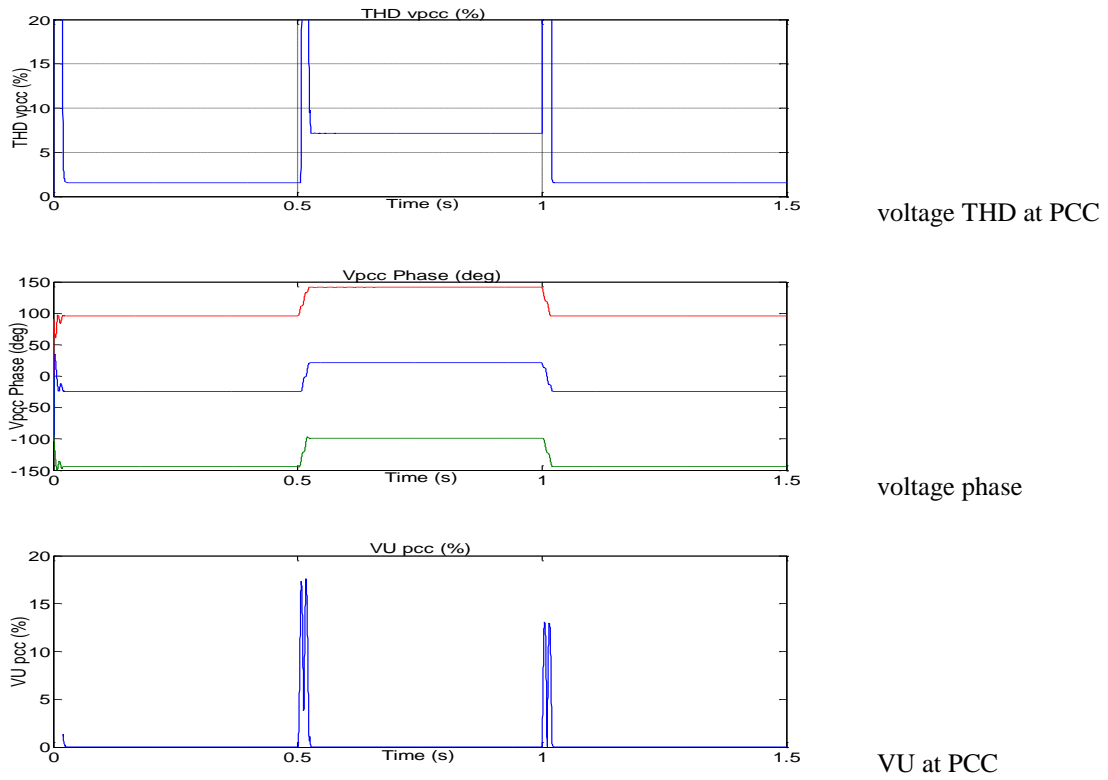 THD vpcc (%)
THD vpcc (%)
20
15
10
5
0
0
0.5
Time (s)
1
1.5
voltage THD at PCC
Vpcc Phase (deg)
Vpcc Phase (deg)
150
100
50
0
-50
-100
-150
0
0.5
Time (s)
1
1.5
voltage phase
VU pcc (%)
VU pcc (%)
20
15
10
5
0
0
0.5
Time (s)
1
1.5
VU at PCC